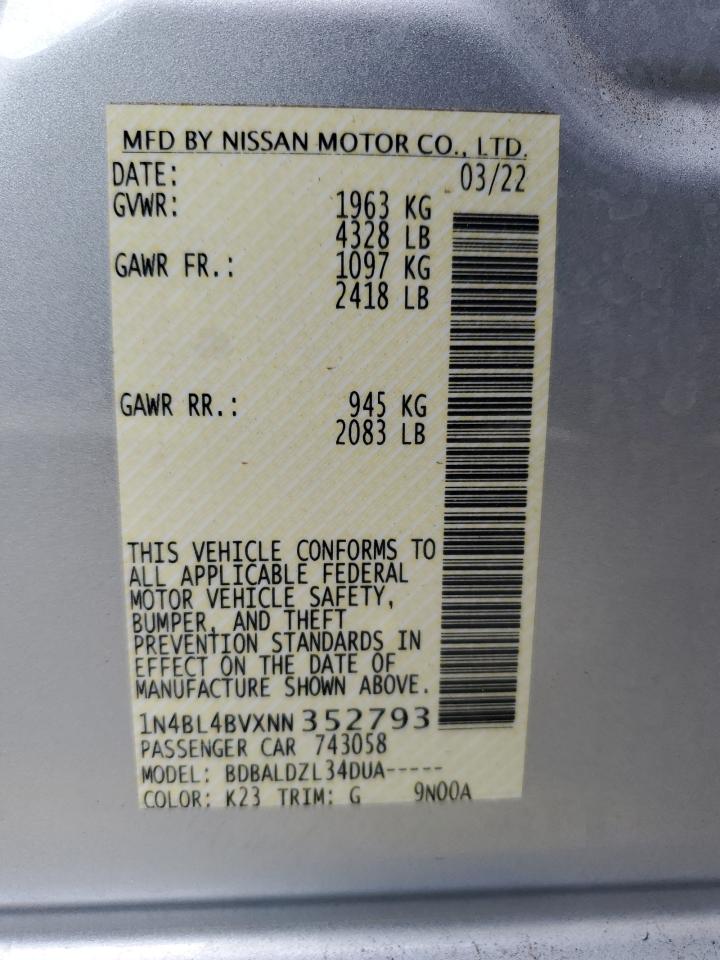 MFD BY NISSAN MOTOR CO., LTD.
DATE: 03/22
GVWR: 1963 KG
4328 LB
GAWR FR.: 1097 KG
2418 LB
GAWR RR.: 945 KG
2083 LB
THIS VEHICLE CONFORMS TO
ALL APPLICABLE FEDERAL
MOTOR VEHICLE SAFETY,
BUMPER, AND THEFT
PREVENTION STANDARDS IN
EFFECT ON THE DATE OF
MANUFACTURE SHOWN ABOVE.
1N4BL4BVXNN352793
PASSENGER CAR 743058
MODEL: BDBALDZL34DUA-----
COLOR: K23 TRIM: G 9N00A